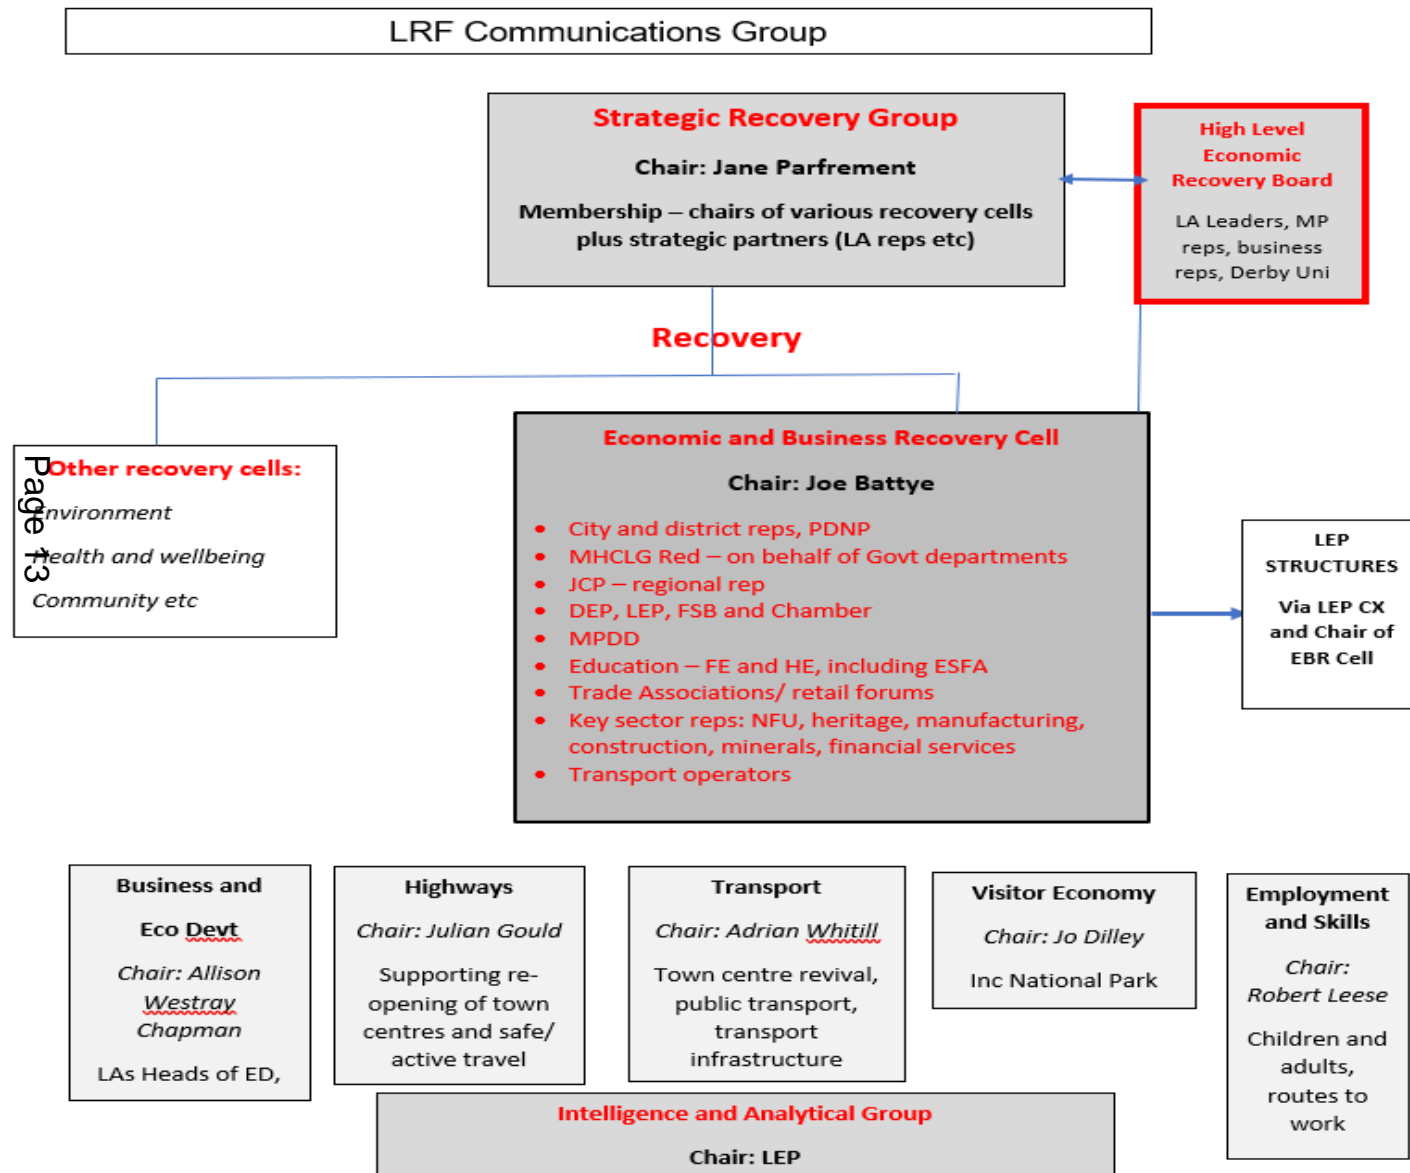 LRF Communications Group
Strategic Recovery Group
Chair: Jane Parfrement
Membership – chairs of various recovery cells
plus strategic partners (LA reps etc)
High Level
Economic
Recovery Board
LA Leaders, MP
reps, business
reps, Derby Uni
Recovery
Other recovery cells:
Environment
Health and wellbeing
Community etc
Page 13
Economic and Business Recovery Cell
Chair: Joe Battye
• City and district reps, PDNP
• MHCLG Red – on behalf of Govt departments
• JCP – regional rep
• DEP, LEP, FSB and Chamber
• MPDD
• Education – FE and HE, including ESFA
• Trade Associations/ retail forums
• Key sector reps: NFU, heritage, manufacturing,
construction, minerals, financial services
• Transport operators
LEP
STRUCTURES
Via LEP CX
and Chair of
EBR Cell
Business and
Eco Devt
Chair: Allison
Westray
Chapman
LAs Heads of ED,
Highways
Chair: Julian Gould
Supporting re-
opening of town
centres and safe/
active travel
Transport
Chair: Adrian Whitill
Town centre revival,
public transport,
transport
infrastructure
Visitor Economy
Chair: Jo Dilley
Inc National Park
Employment
and Skills
Chair:
Robert Leese
Children and
adults,
routes to
work
Intelligence and Analytical Group
Chair: LEP